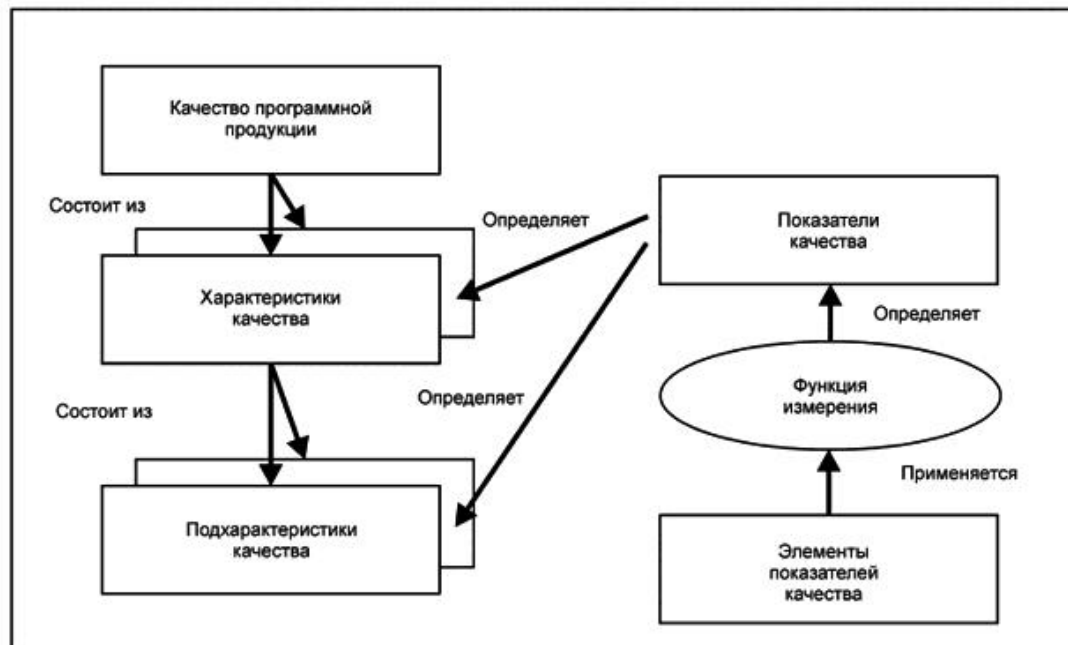 Качество программной
продукции
Состоит из
Определяет
Показатели
качества
Характеристики
качества
Определяет
Состоит из
Определяет
Функция
измерения
Применяется
Подхарактеристики
качества
Элементы
показателей
качества